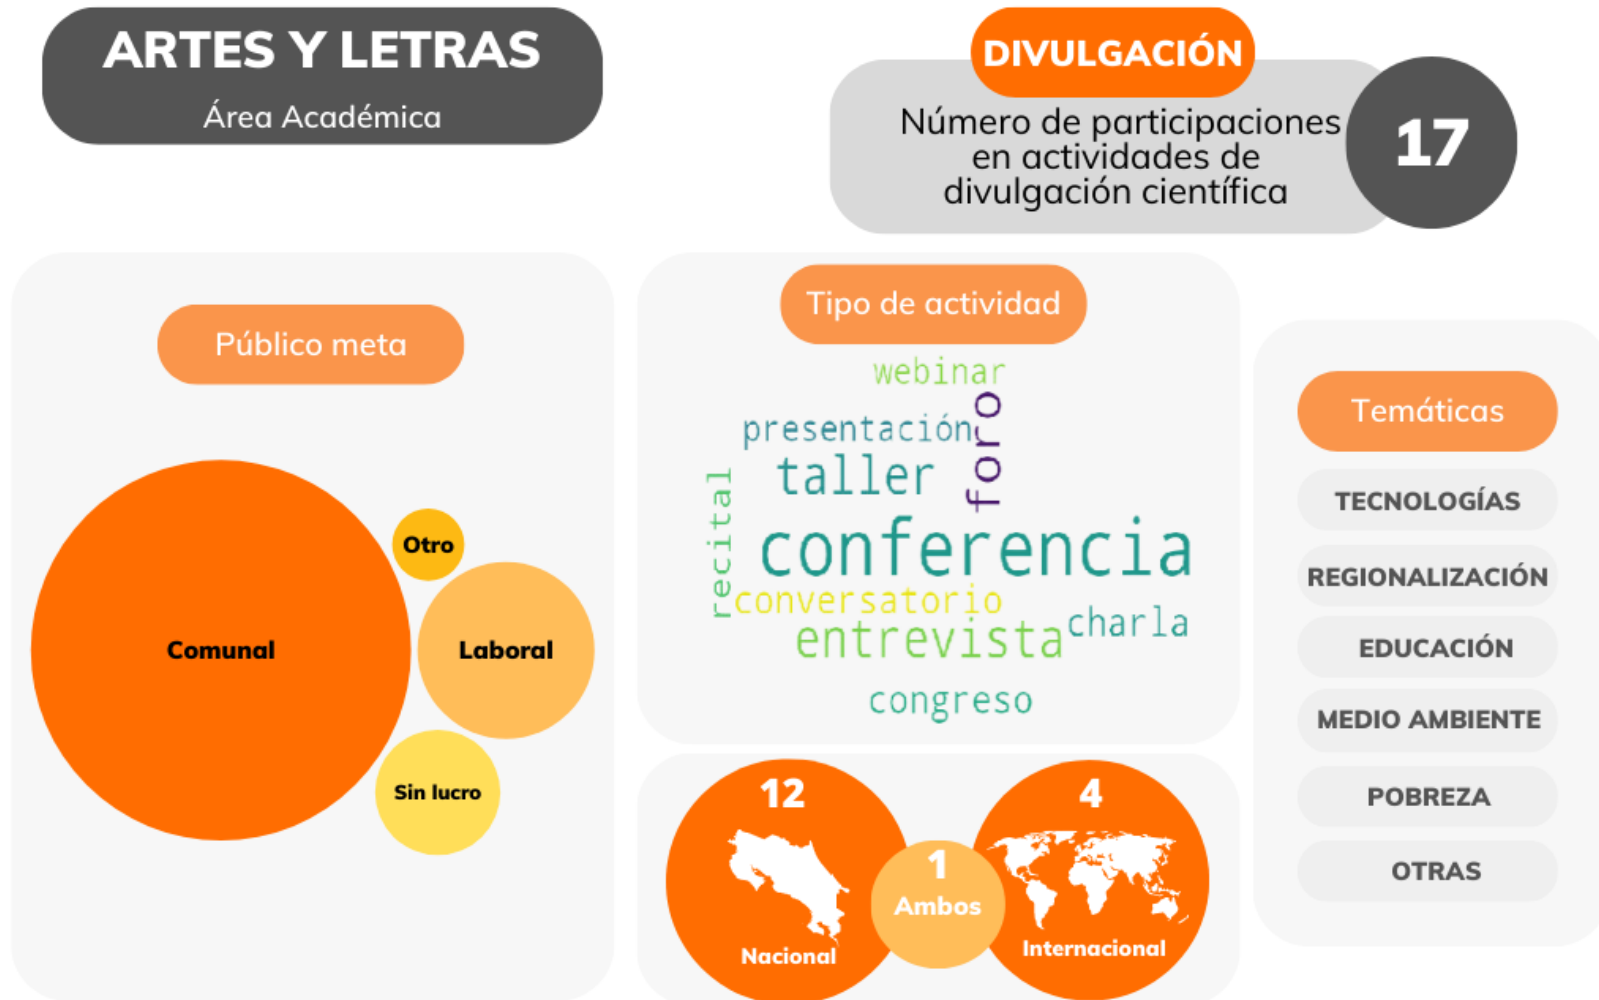 ARTES Y LETRAS
Área Académica
DIVULGACIÓN
Número de participaciones
en actividades de
divulgación científica
17
Público meta
Comunal
Otro
Laboral
Sin lucro
Tipo de actividad
webinar
foro
presentación
taller
recital
conferencia
conversatorio
charla
entrevista
congreso
12
Nacional
1
Ambos
4
Internacional
Temáticas
TECNOLOGÍAS
REGIONALIZACIÓN
EDUCACIÓN
MEDIO AMBIENTE
POBREZA
OTRAS